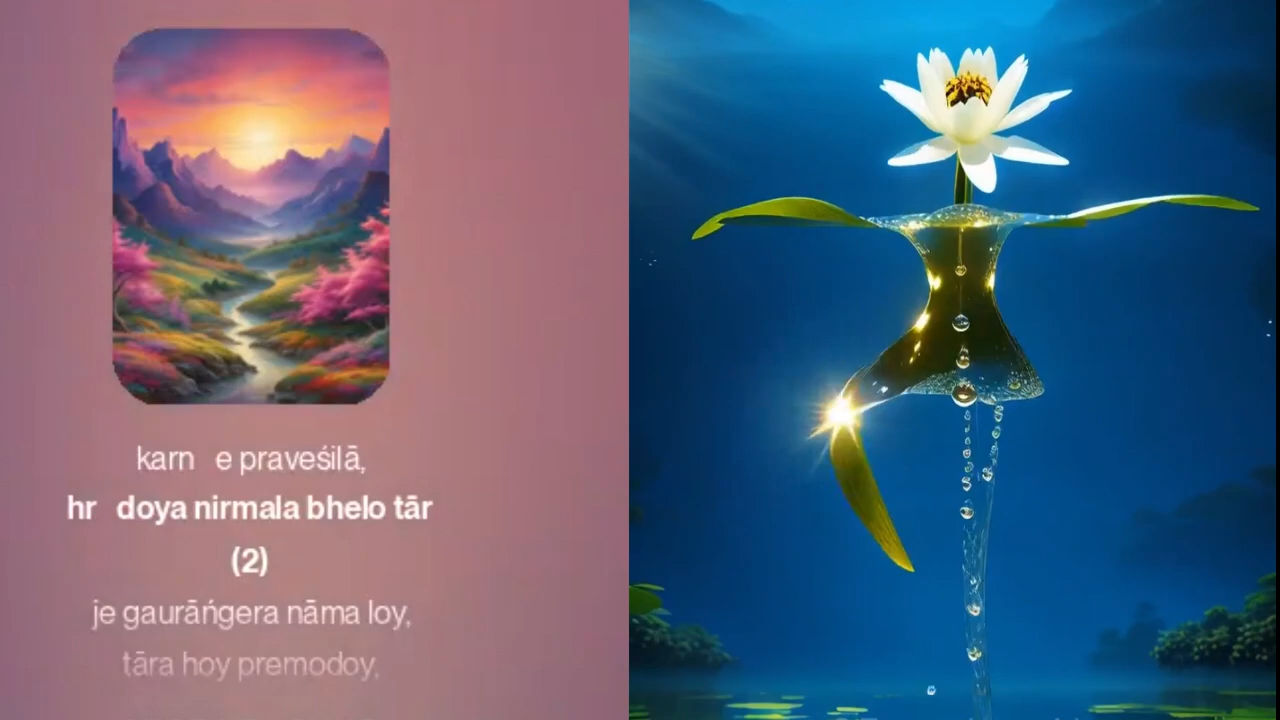 karn   e praveśilā,
hr   doya nirmala bhelo tār
(2)
je gaurāńgera nāma loy,
tāra hoy premodoy,